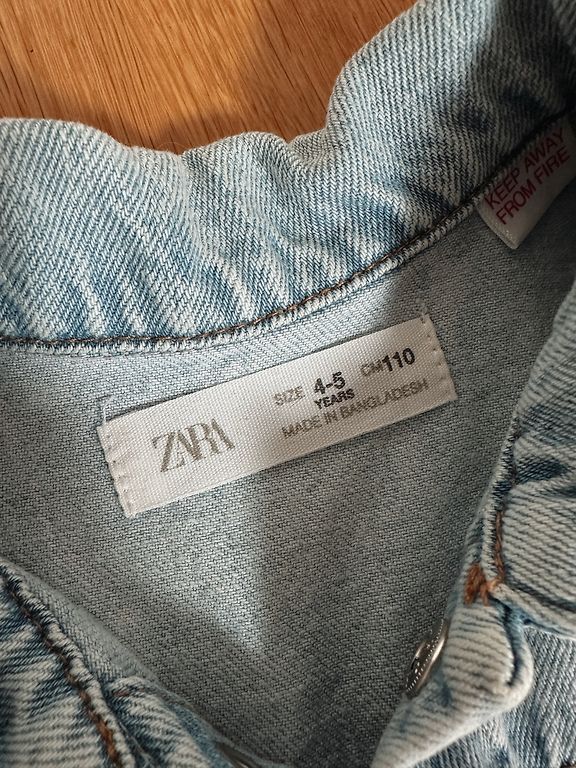 KEEP AWAY
FROM FIRE
ZARA
SIZE 4-5 CM 110
YEARS
MADE IN BANGLADESH